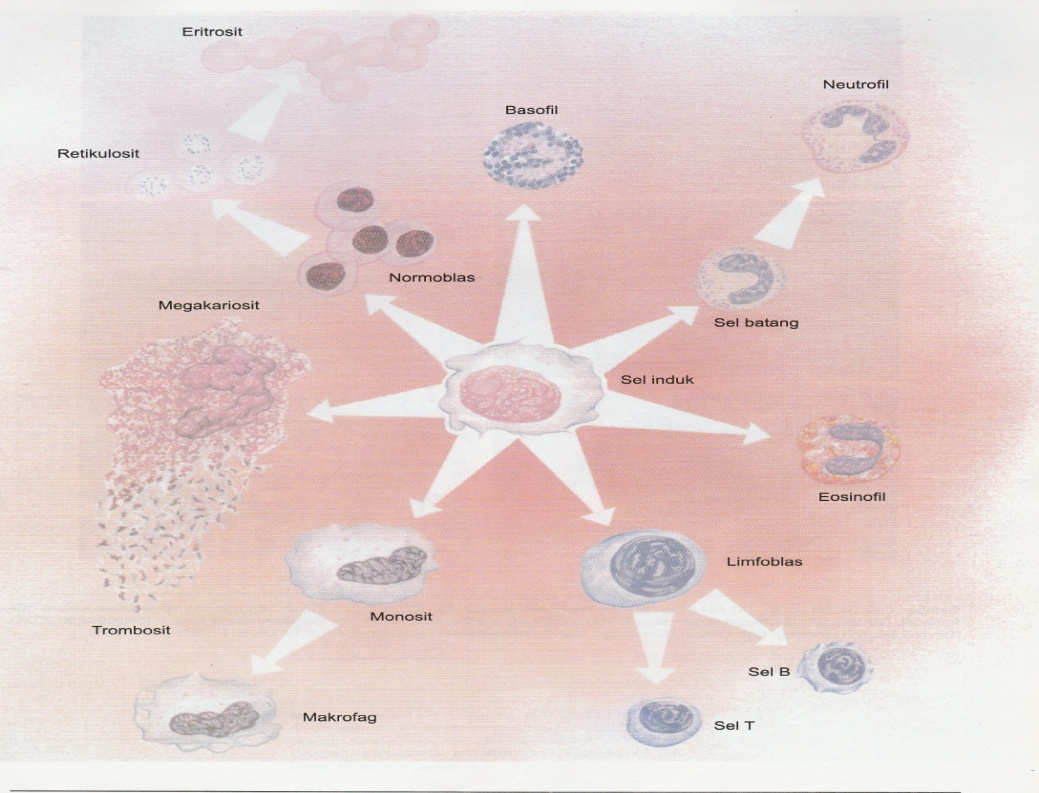 Eritrosit
Neutrofil
Basofil
Retikulosit
Normoblas
Megakariosit
Sel batang
Sel induk
Eosinofil
Limfoblas
Monosit
Trombosit
Sel B
Makrofag
Sel T